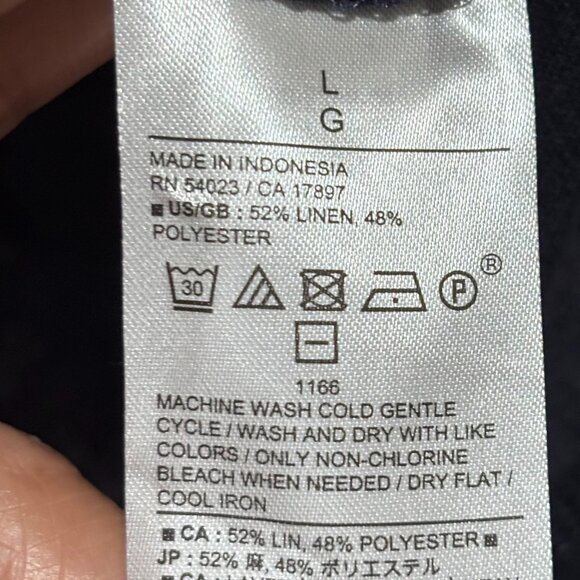 L
G
MADE IN INDONESIA
RN 54023 / CA 17897
■ US/GB : 52% LINEN, 48%
POLYESTER
30 P ®
1166
MACHINE WASH COLD GENTLE
CYCLE / WASH AND DRY WITH LIKE
COLORS / ONLY NON-CHLORINE
BLEACH WHEN NEEDED / DRY FLAT /
COOL IRON
■ CA : 52% LIN, 48% POLYESTER ■
JP : 52% 麻, 48% ポリエステル